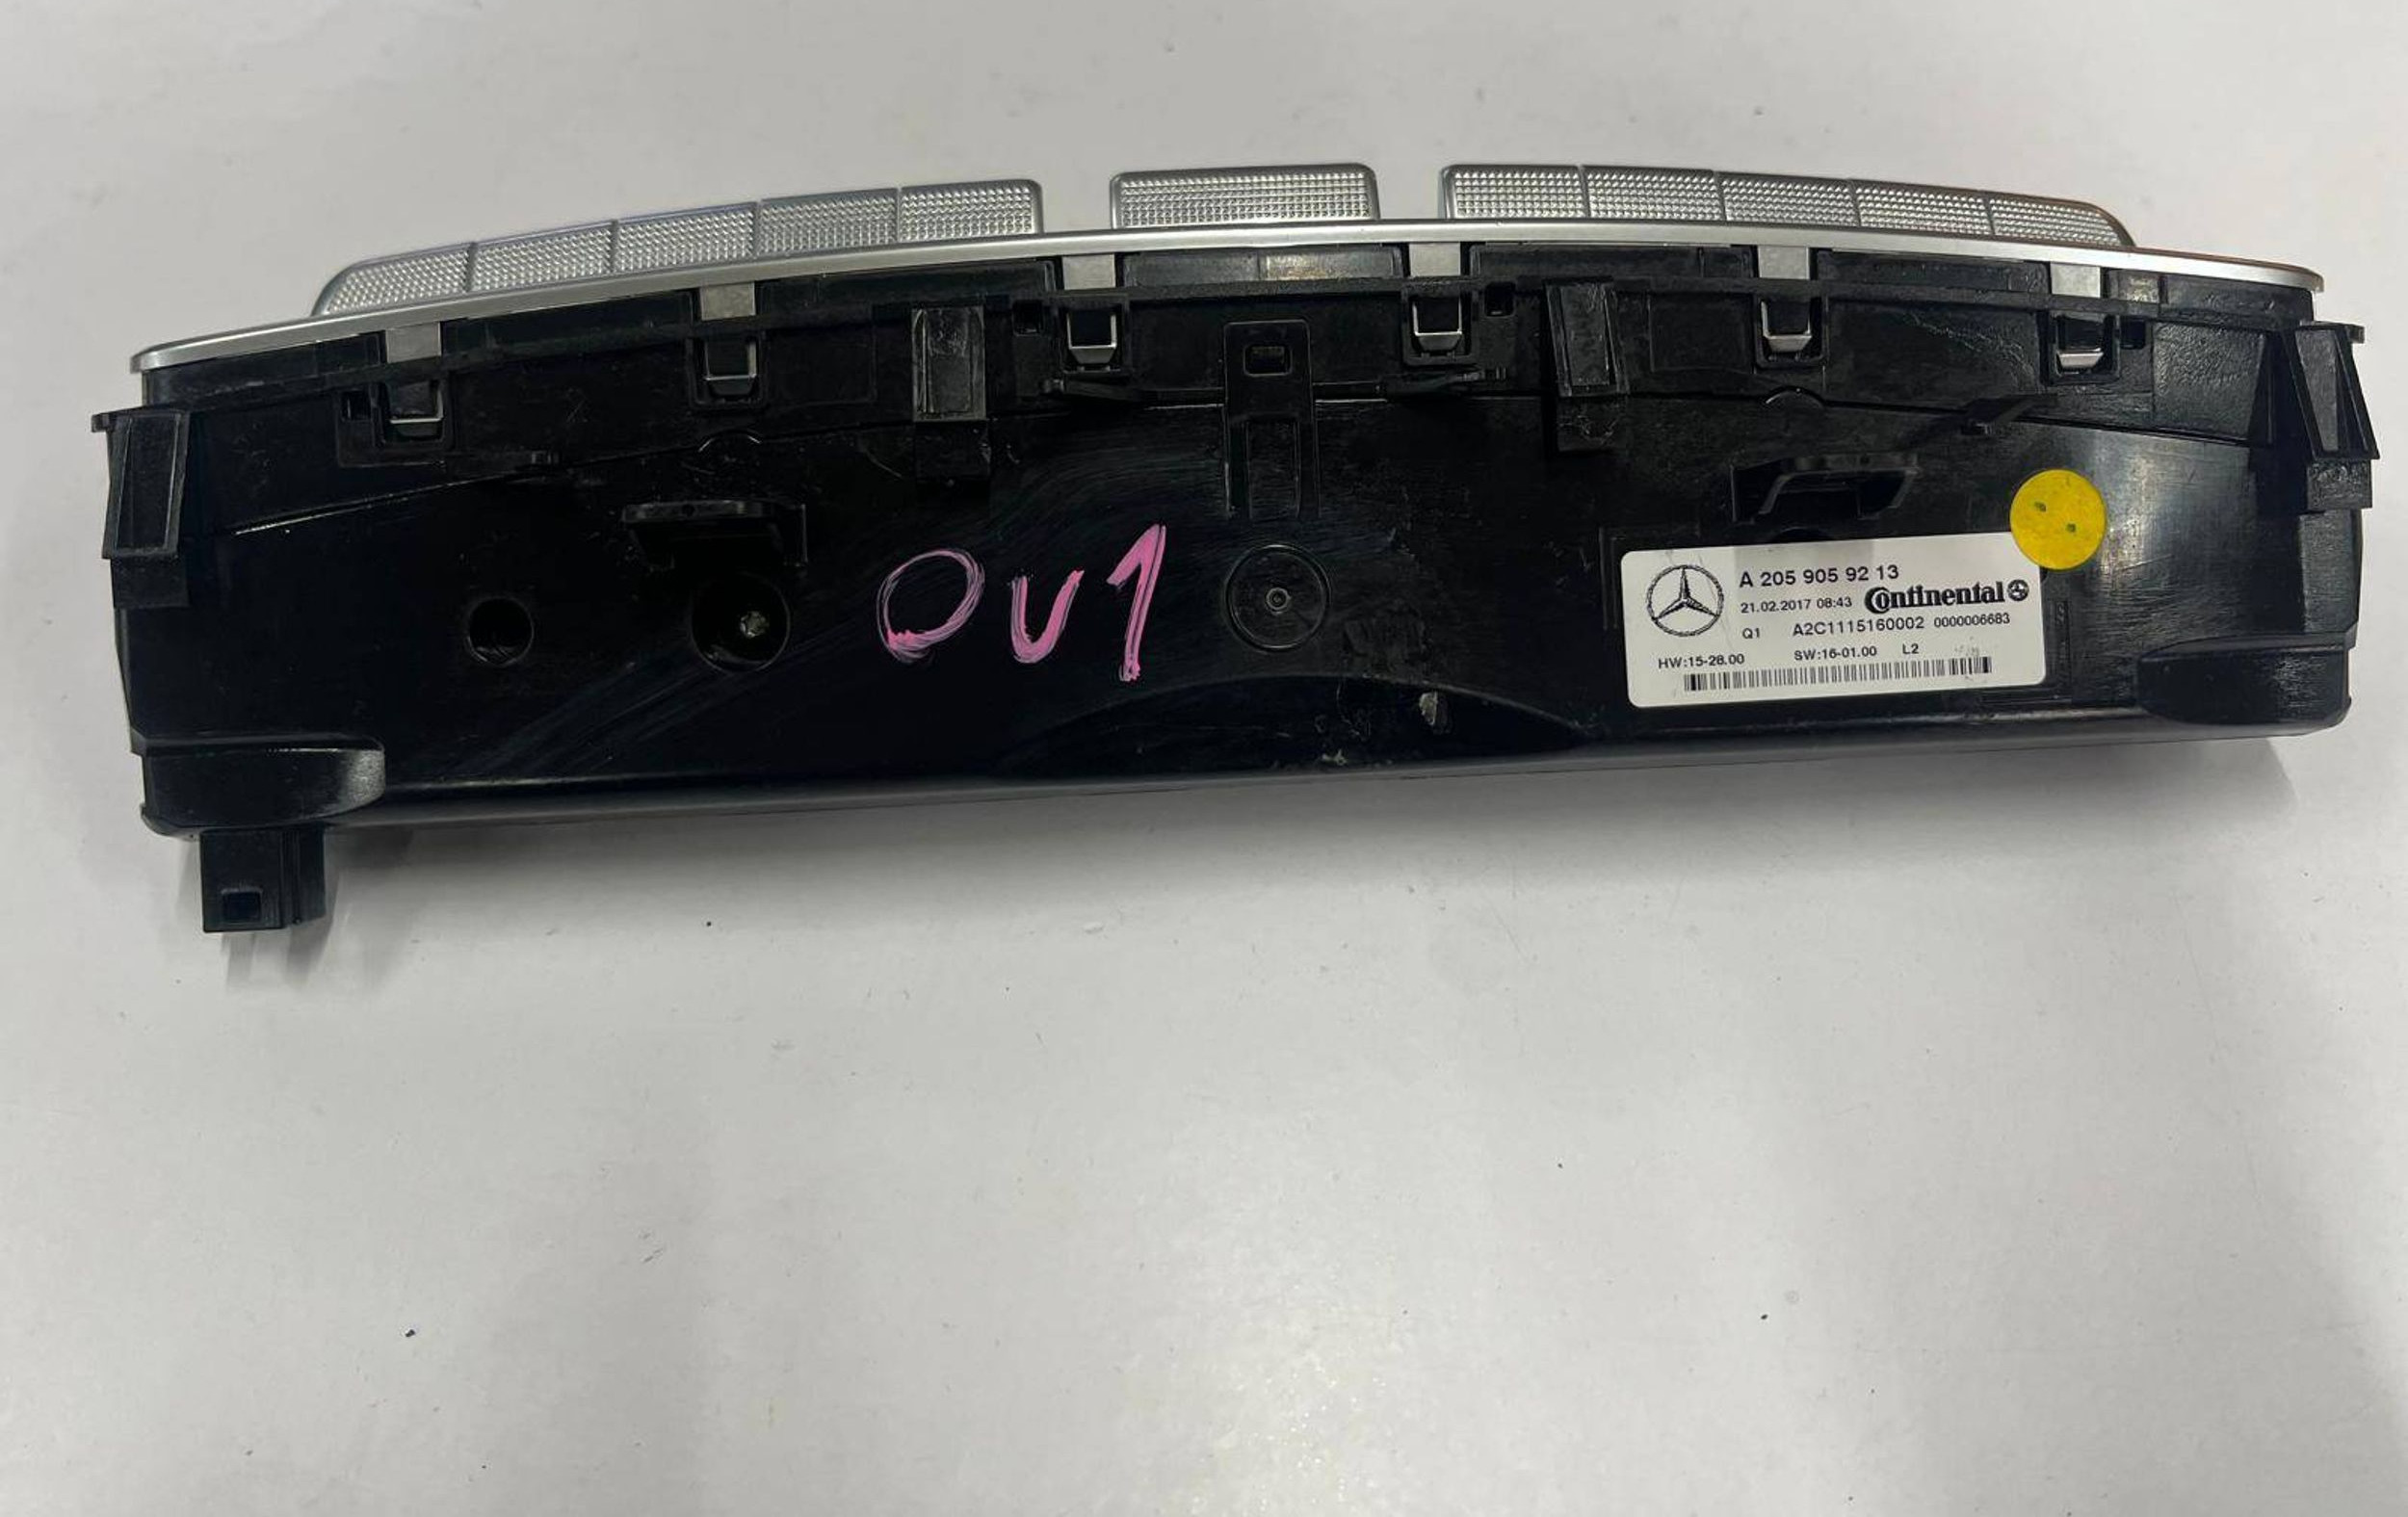 OU1
A 205 905 92 13
21.02.2017 08:43 Continental
Q1 A2C1115160002 0000006683
HW:15-28.00 SW:16-01.00 L2